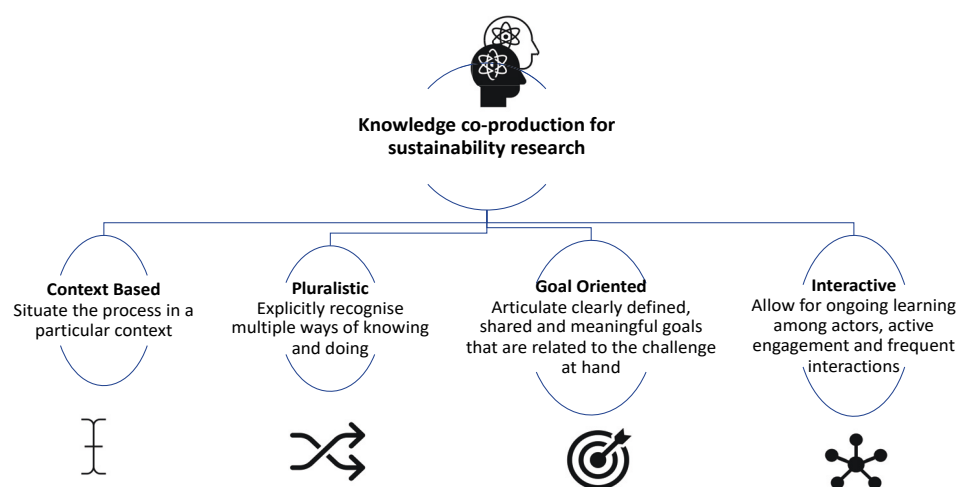 Knowledge co-production for
sustainability research
Context Based
Situate the process in a
particular context
Pluralistic
Explicitly recognise
multiple ways of knowing
and doing
Goal Oriented
Articulate clearly defined,
shared and meaningful goals
that are related to the challenge
at hand
Interactive
Allow for ongoing learning
among actors, active
engagement and frequent
interactions